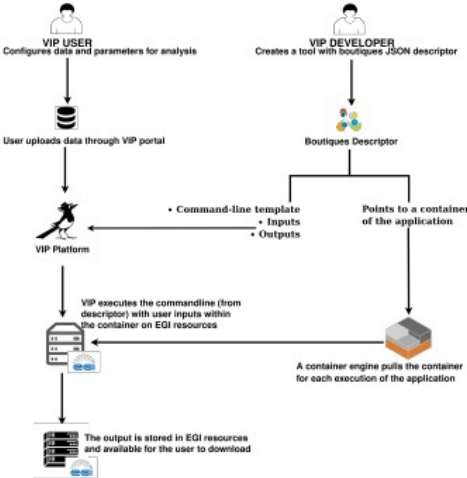 VIP USER
Configures data and parameters for analysis
VIP DEVELOPER
Creates a tool with boutiques JSON descriptor
User uploads data through VIP portal
Boutiques Descriptor
• Command-line template
• Inputs
• Outputs
Points to a container
of the application
VIP Platform
VIP executes the commandline (from
descriptor) with user inputs within
the container on EGI resources
A container engine pulls the container
for each execution of the application
The output is stored in EGI resources
and available for the user to download